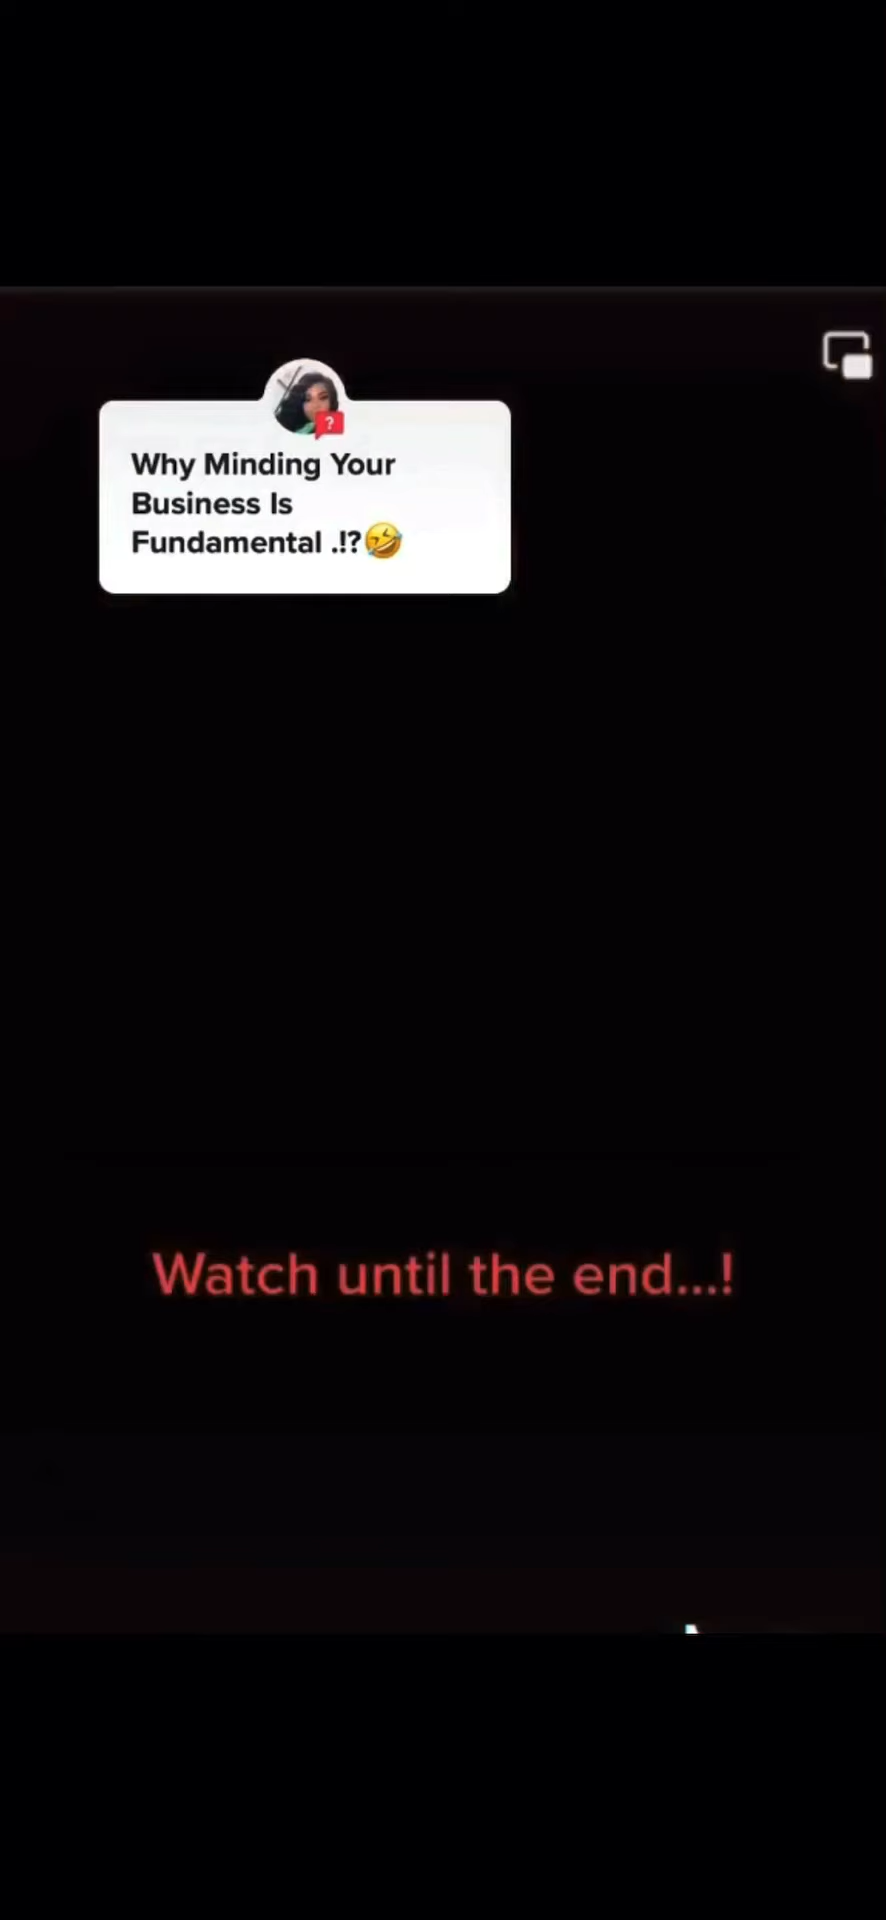 ?
Why Minding Your
Business Is
Fundamental .!?🤣
Watch until the end...!